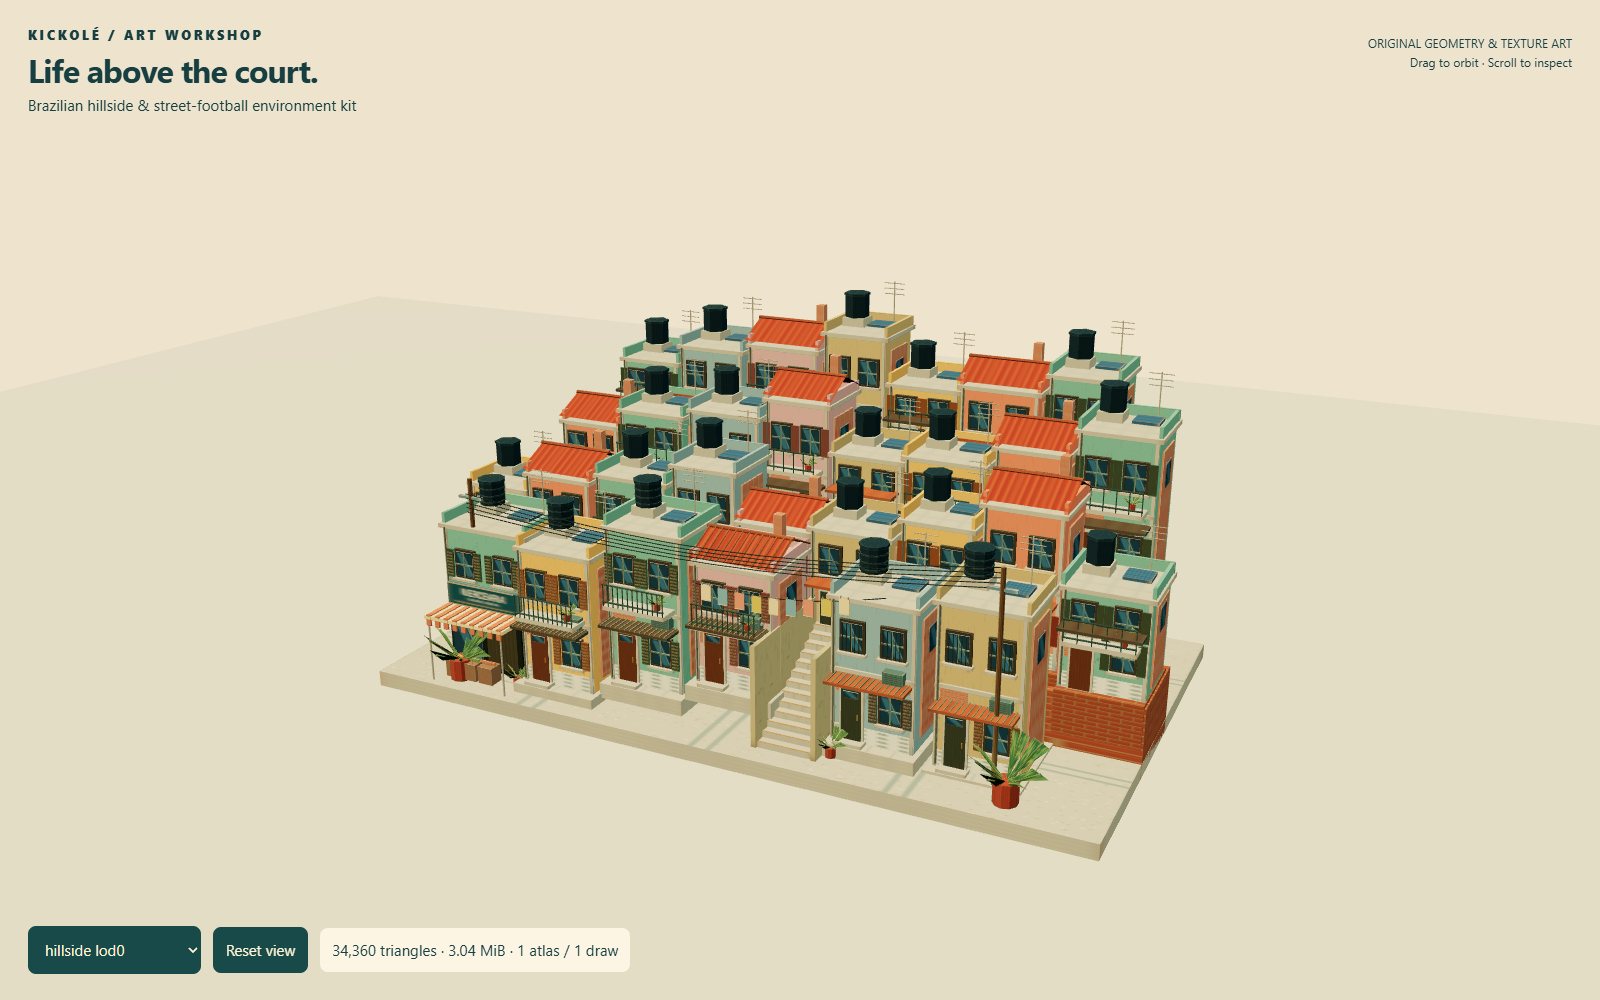 KICKOLÉ / ART WORKSHOP
Life above the court.
Brazilian hillside & street-football environment kit
ORIGINAL GEOMETRY & TEXTURE ART
Drag to orbit · Scroll to inspect
hillside lod0
Reset view
34,360 triangles · 3.04 MiB · 1 atlas / 1 draw